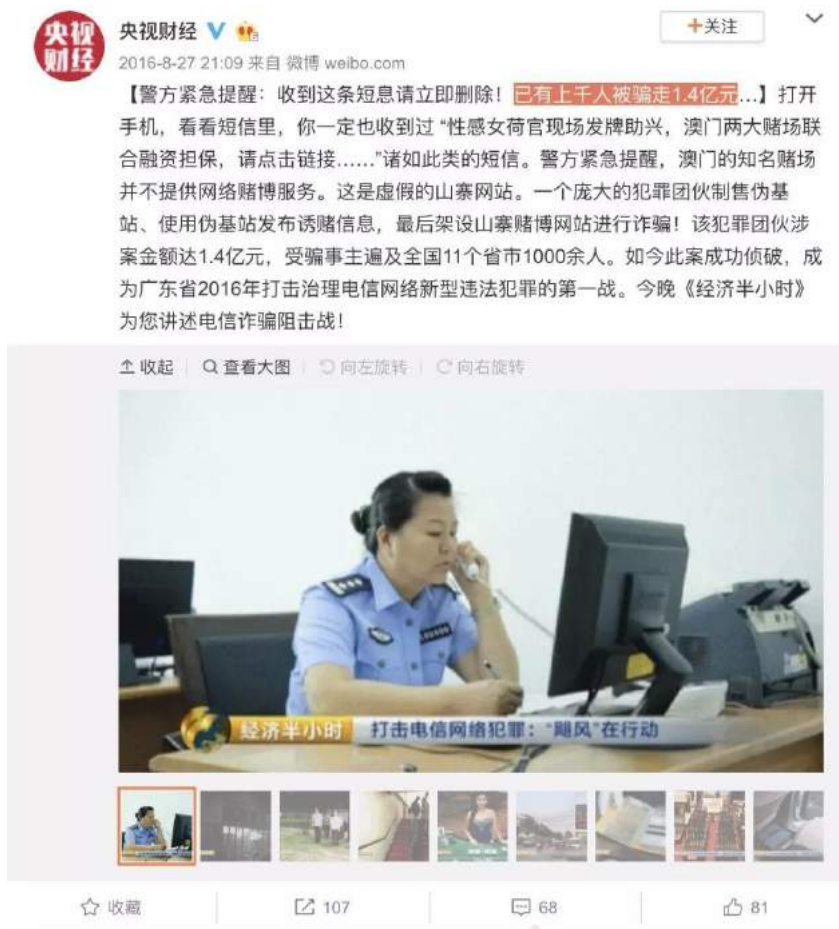 央视
财经
央视财经
+关注
2016-8-27 21:09 来自 微博 weibo.com
【警方紧急提醒：收到这条短息请立即删除！已有上千人被骗走1.4亿元...】打开
手机，看看短信里，你一定也收到过 “性感女荷官现场发牌助兴，澳门两大赌场联
合融资担保，请点击链接……”诸如此类的短信。警方紧急提醒，澳门的知名赌场
并不提供网络赌博服务。这是虚假的山寨网站。一个庞大的犯罪团伙制售伪基
站、使用伪基站发布诱赌信息，最后架设山寨赌博网站进行诈骗！该犯罪团伙涉
案金额达1.4亿元，受骗事主遍及全国11个省市1000余人。如今此案成功侦破，成
为广东省2016年打击治理电信网络新型违法犯罪的第一战。今晚《经济半小时》
为您讲述电信诈骗阻击战！
收起 查看大图 向左旋转 向右旋转
经济半小时 打击电信网络犯罪：“飓风”在行动
收藏 107 68 81